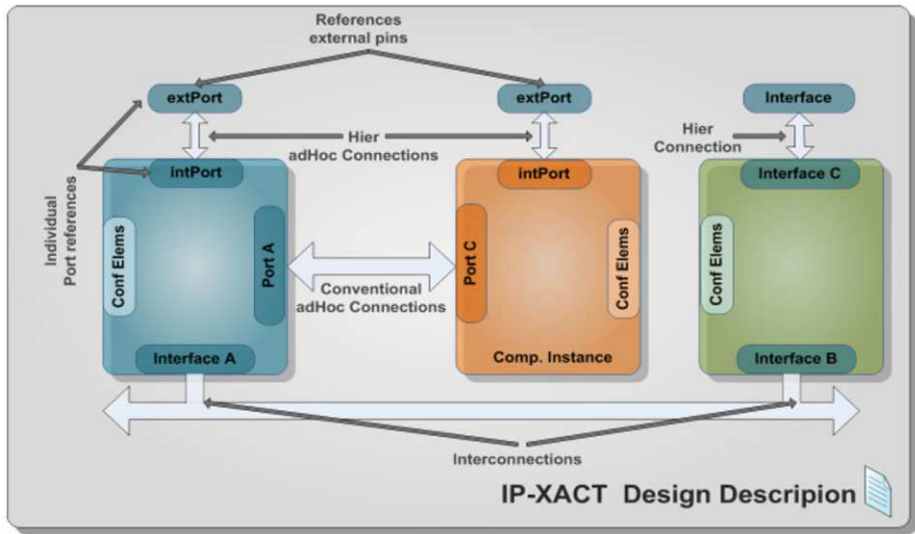 References
external pins
extPort
extPort
Interface
Hier
adHoc Connections
Hier
Connection
Individual
Port references
intPort
intPort
Interface C
Conf Elems
Port A
Port C
Conf Elems
Conf Elems
Conventional
adHoc Connections
Interface A
Comp. Instance
Interface B
Interconnections
IP-XACT Design Descripion